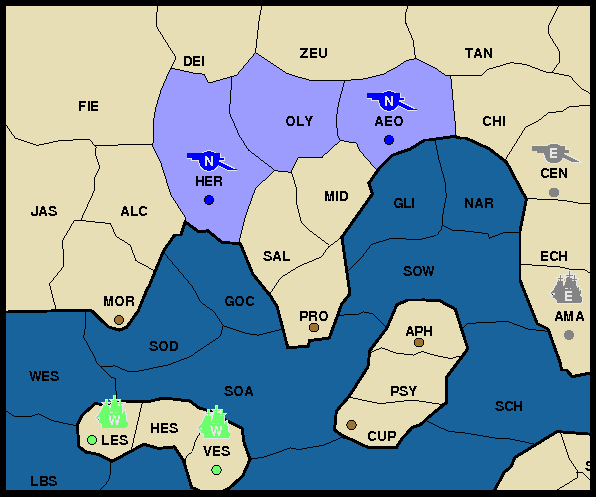 ZEU
TAN
DEI
FIE
N
OLY
AEO
CHI
N
HER
E
CEN
MID
GLI
NAR
JAS
ALC
SAL
ECH
SOW
E
MOR
GOC
PRO
AMA
APH
SOD
WES
SOA
PSY
SCH
W
W
LES
HES
CUP
VES
LBS